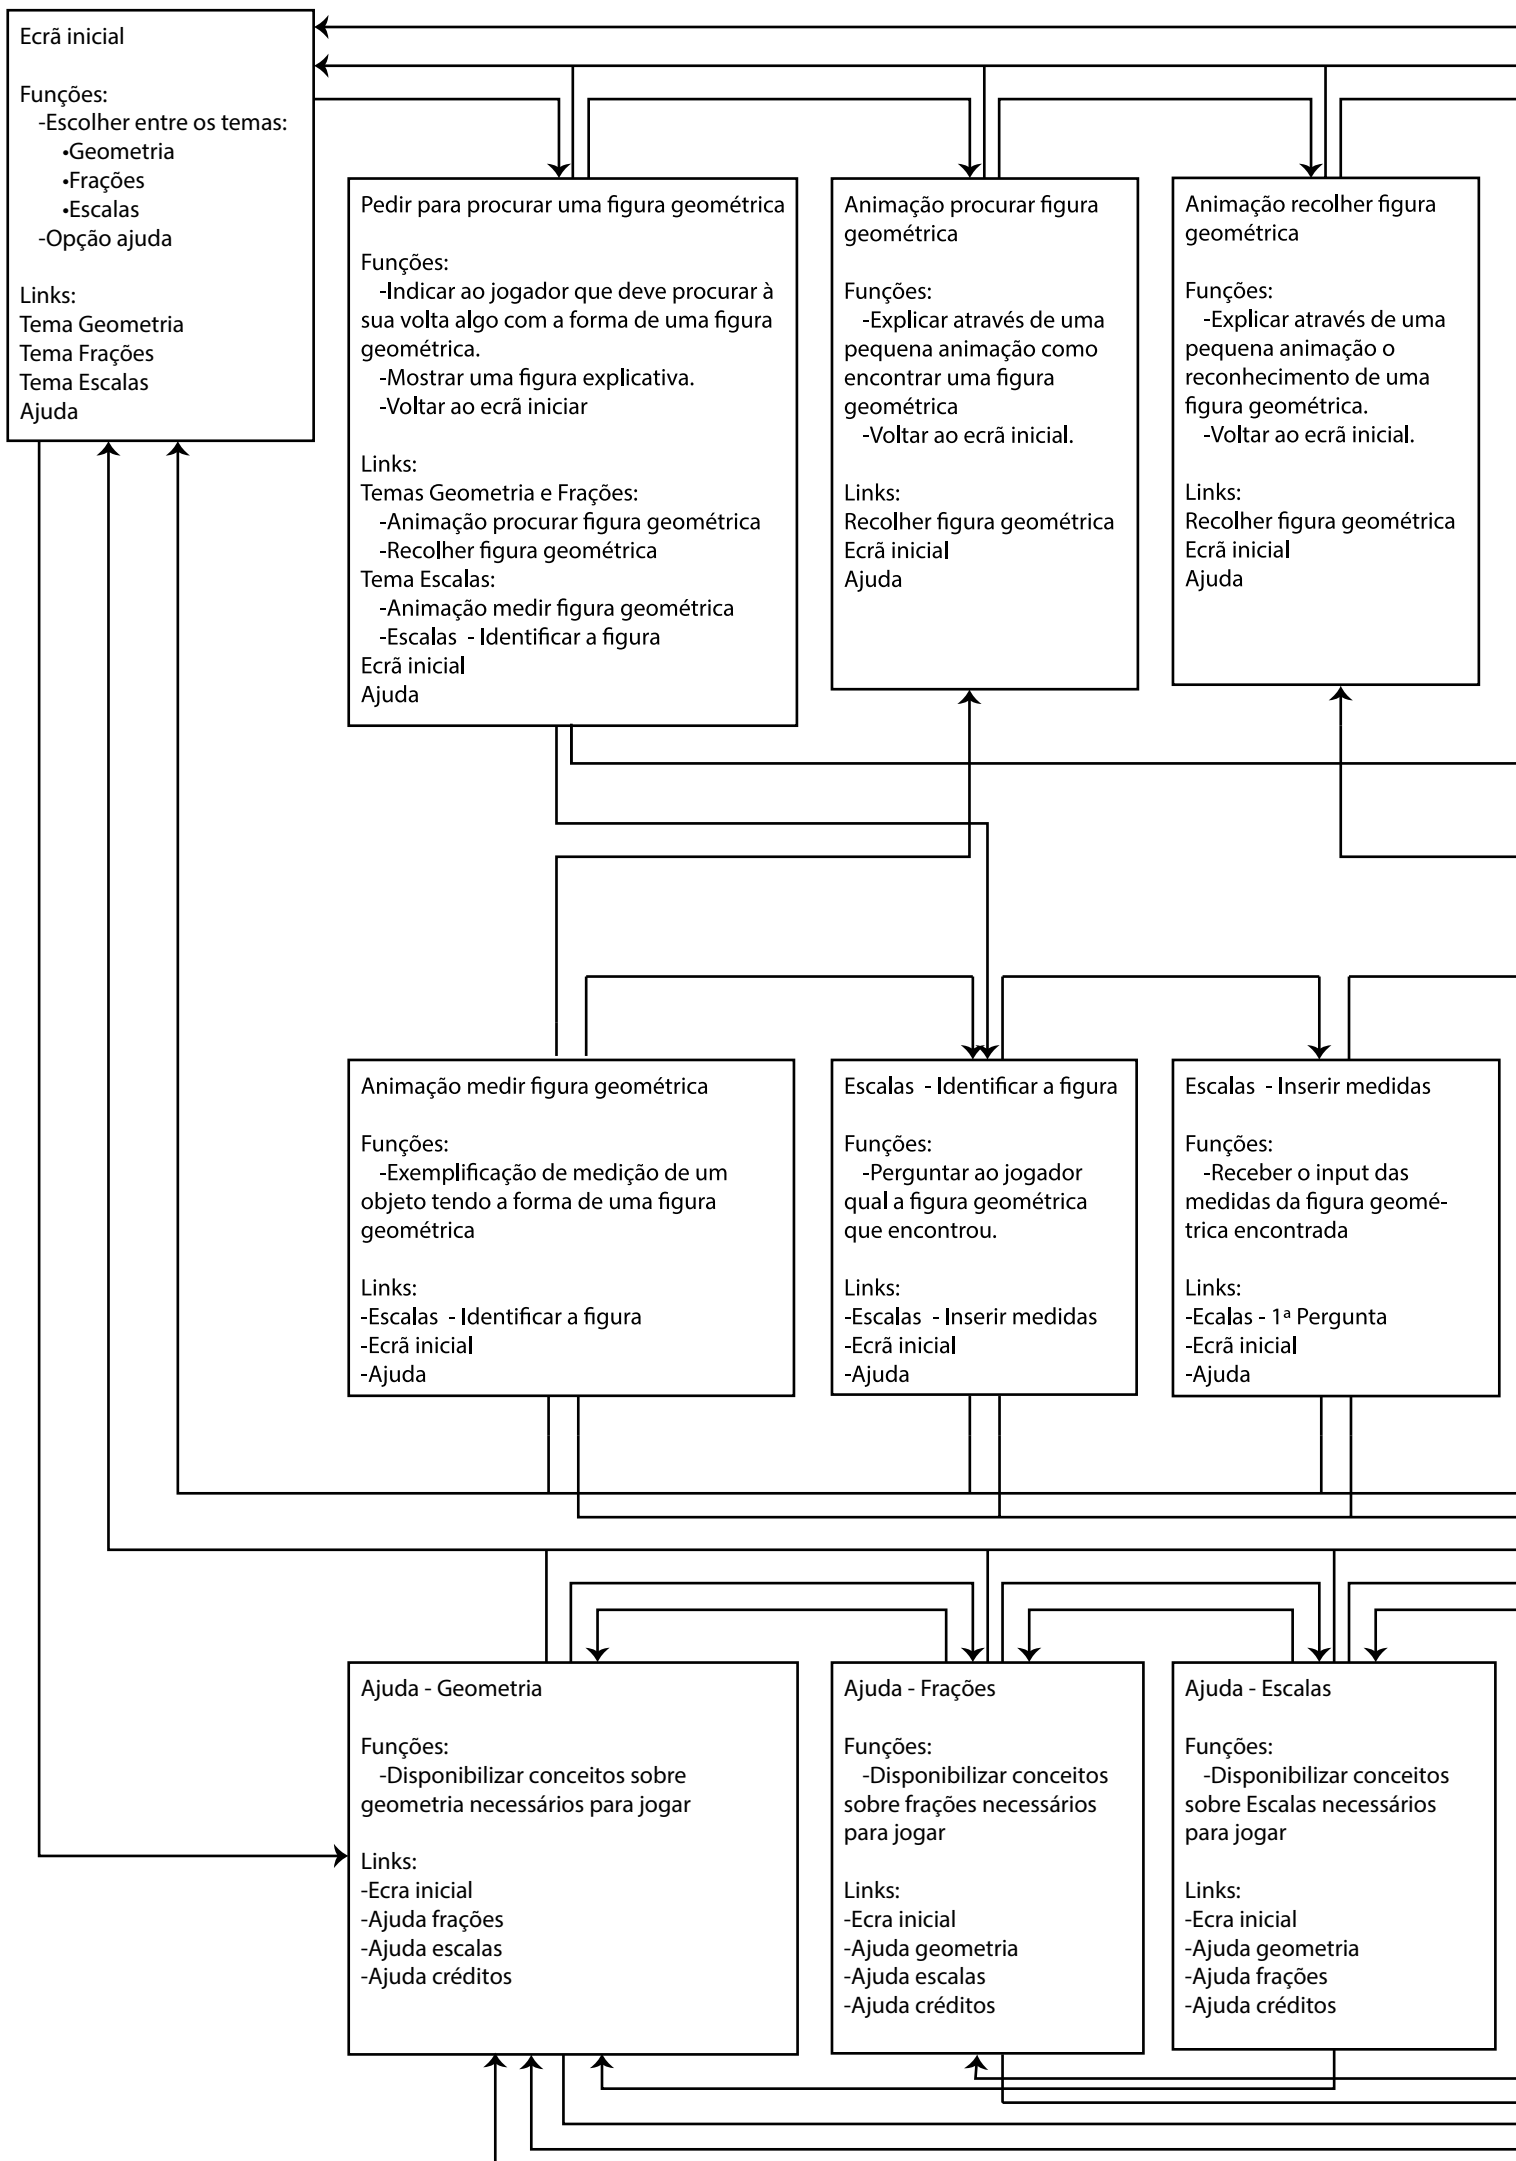 Ecrã inicial
Funções:
-Escolher entre os temas:
•Geometria
•Frações
•Escalas
-Opção ajuda
Links:
Tema Geometria
Tema Frações
Tema Escalas
Ajuda
Pedir para procurar uma figura geométrica
Funções:
-Indicar ao jogador que deve procurar à
sua volta algo com a forma de uma figura
geométrica.
-Mostrar uma figura explicativa.
-Voltar ao ecrã iniciar
Links:
Temas Geometria e Frações:
-Animação procurar figura geométrica
-Recolher figura geométrica
Tema Escalas:
-Animação medir figura geométrica
-Escalas - Identificar a figura
Ecrã inicial
Ajuda
Animação procurar figura
geométrica
Funções:
-Explicar através de uma
pequena animação como
encontrar uma figura
geométrica
-Voltar ao ecrã inicial.
Links:
Recolher figura geométrica
Ecrã inicial
Ajuda
Animação recolher figura
geométrica
Funções:
-Explicar através de uma
pequena animação o
reconhecimento de uma
figura geométrica.
-Voltar ao ecrã inicial.
Links:
Recolher figura geométrica
Ecrã inicial
Ajuda
Animação medir figura geométrica
Funções:
-Exemplificação de medição de um
objeto tendo a forma de uma figura
geométrica
Links:
-Escalas - Identificar a figura
-Ecrã inicial
-Ajuda
Escalas - Identificar a figura
Funções:
-Perguntar ao jogador
qual a figura geométrica
que encontrou.
Links:
-Escalas - Inserir medidas
-Ecrã inicial
-Ajuda
Escalas - Inserir medidas
Funções:
-Receber o input das
medidas da figura geomé-
trica encontrada
Links:
-Ecalas - 1ª Pergunta
-Ecrã inicial
-Ajuda
Ajuda - Geometria
Funções:
-Disponibilizar conceitos sobre
geometria necessários para jogar
Links:
-Ecra inicial
-Ajuda frações
-Ajuda escalas
-Ajuda créditos
Ajuda - Frações
Funções:
-Disponibilizar conceitos
sobre frações necessários
para jogar
Links:
-Ecra inicial
-Ajuda geometria
-Ajuda escalas
-Ajuda créditos
Ajuda - Escalas
Funções:
-Disponibilizar conceitos
sobre Escalas necessários
para jogar
Links:
-Ecra inicial
-Ajuda geometria
-Ajuda frações
-Ajuda créditos